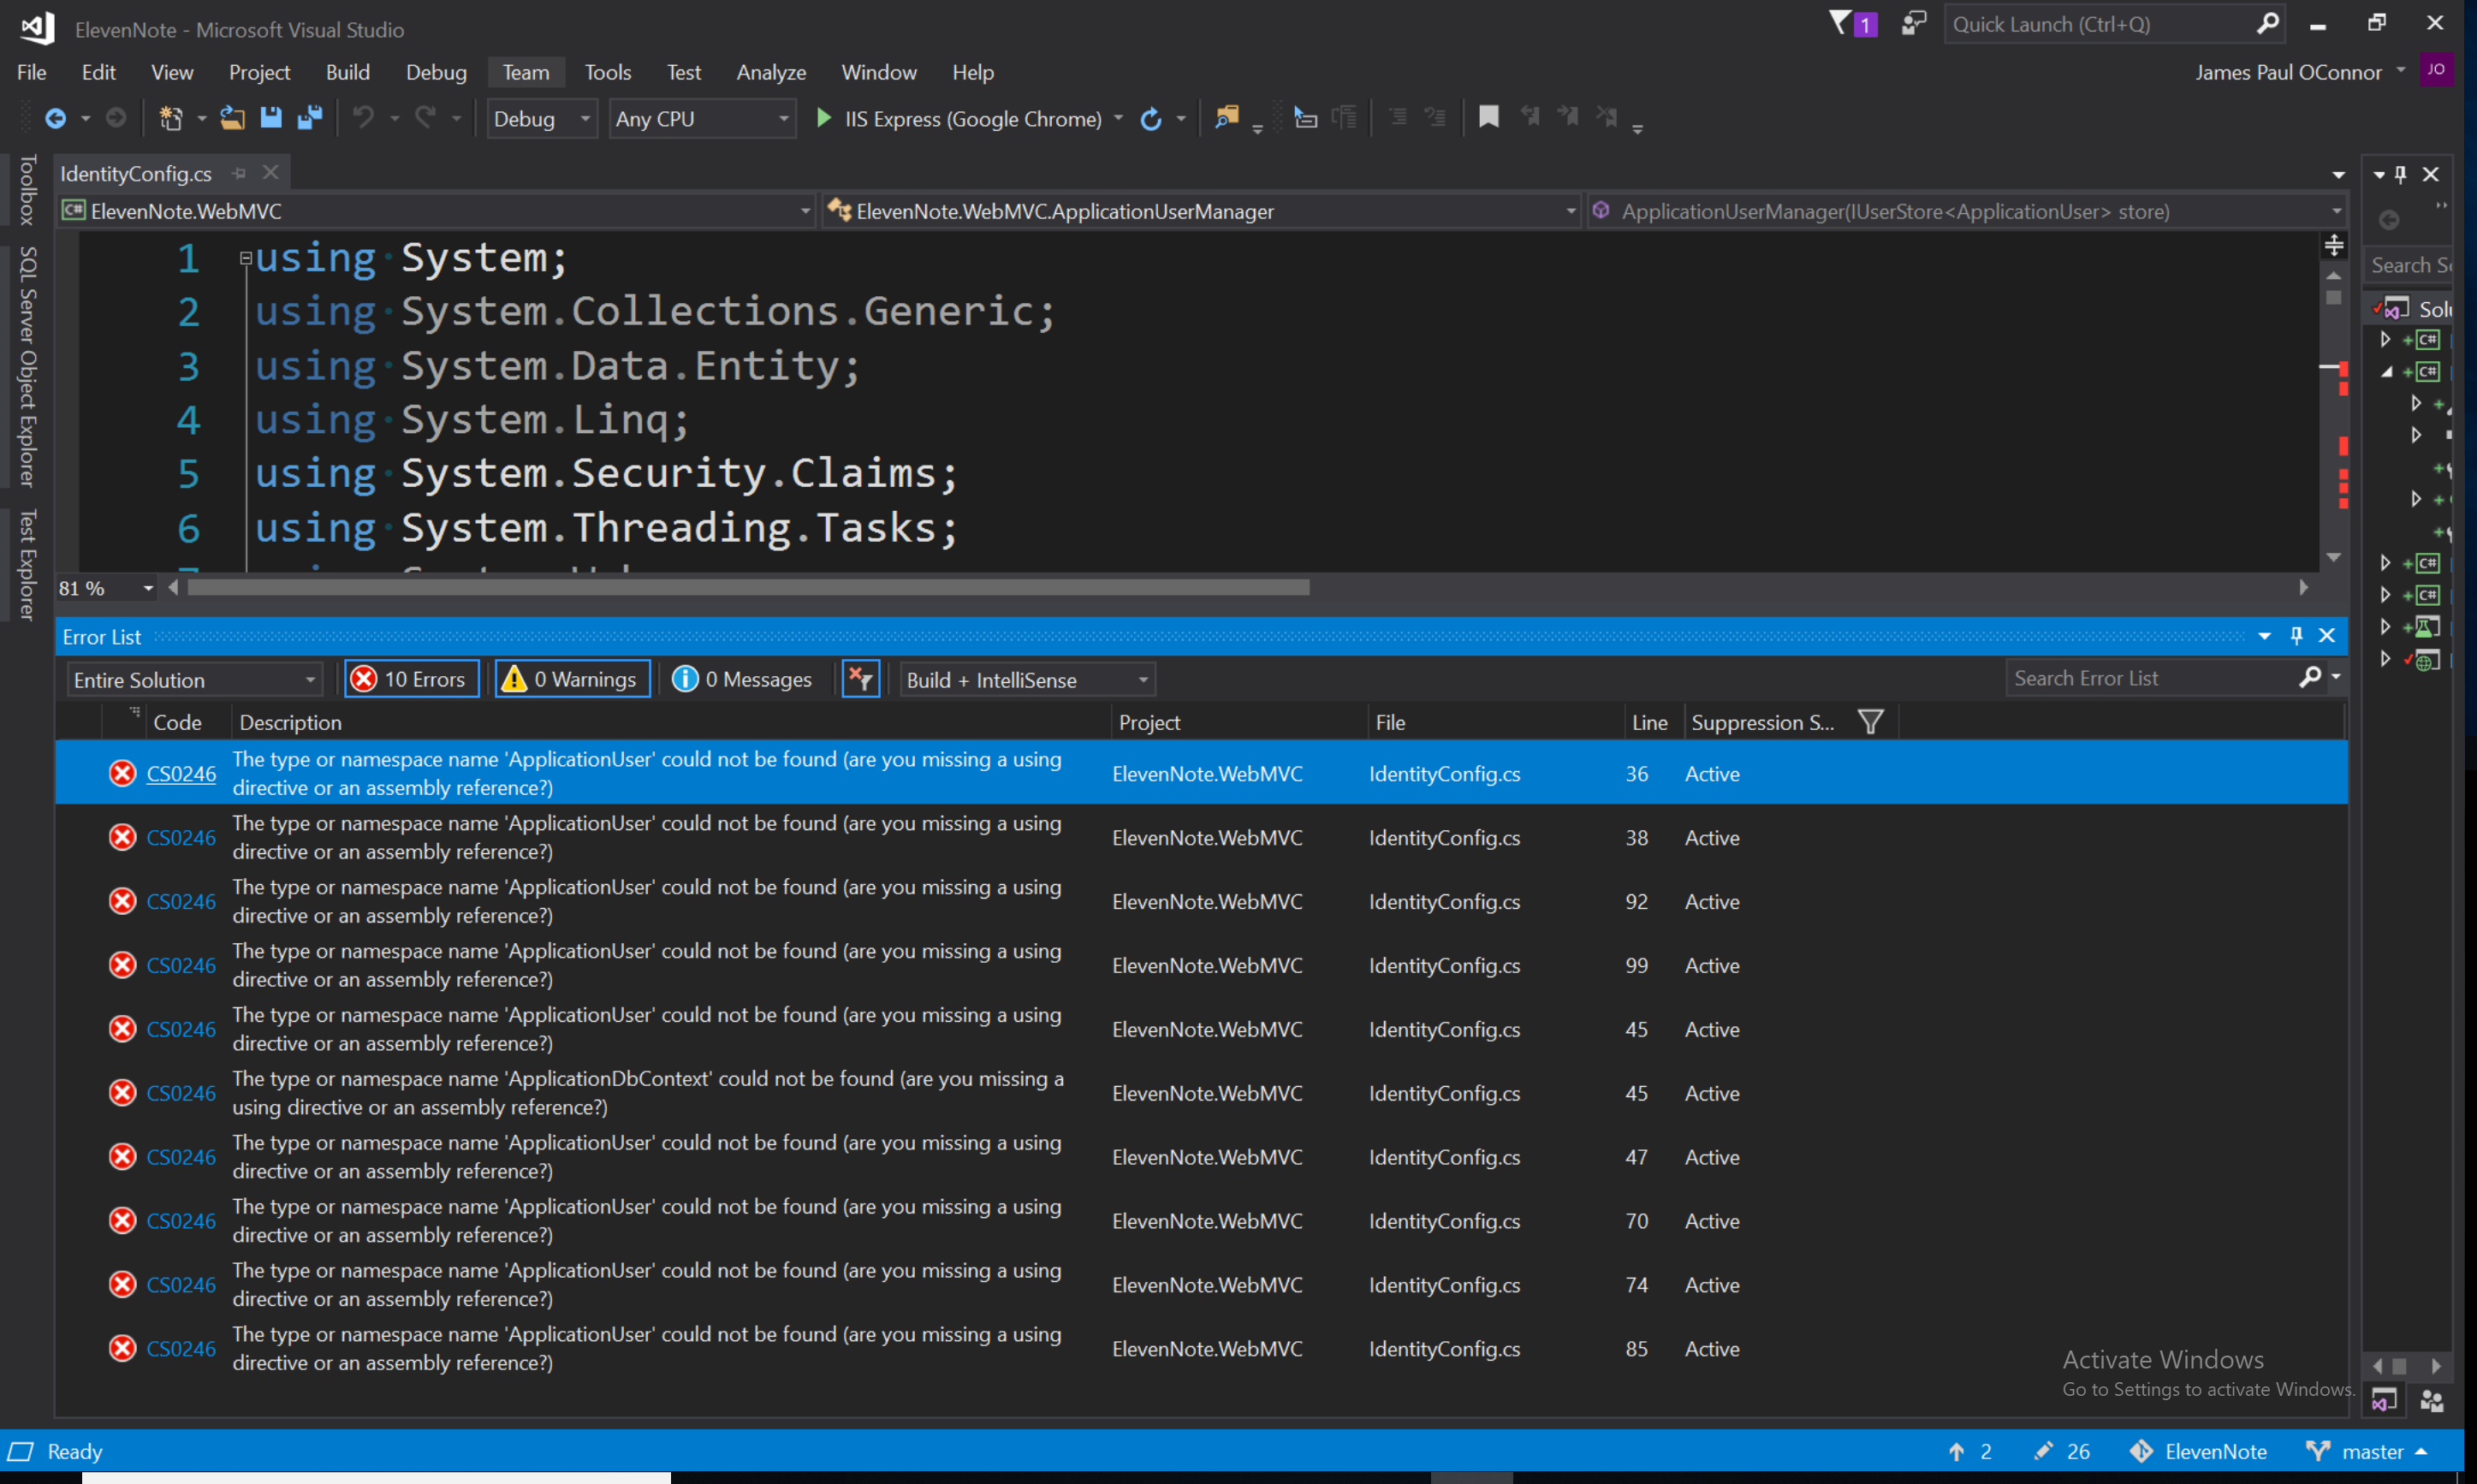 ElevenNote - Microsoft Visual Studio
1
Quick Launch (Ctrl+Q)
File Edit View Project Build Debug Team Tools Test Analyze Window Help
James Paul OConnor JO
Debug Any CPU IIS Express (Google Chrome)
Toolbox
SQL Server Object Explorer
Test Explorer
IdentityConfig.cs
C# ElevenNote.WebMVC ElevenNote.WebMVC.ApplicationUserManager ApplicationUserManager(IUserStore<ApplicationUser> store)
1 using System;
2 using System.Collections.Generic;
3 using System.Data.Entity;
4 using System.Linq;
5 using System.Security.Claims;
6 using System.Threading.Tasks;
81 %
Search
C#
C#
C#
C#
Error List
Entire Solution 10 Errors 0 Warnings 0 Messages Build + IntelliSense Search Error List
Code Description Project File Line Suppression S...
CS0246 The type or namespace name 'ApplicationUser' could not be found (are you missing a using
directive or an assembly reference?) ElevenNote.WebMVC IdentityConfig.cs 36 Active
CS0246 The type or namespace name 'ApplicationUser' could not be found (are you missing a using
directive or an assembly reference?) ElevenNote.WebMVC IdentityConfig.cs 38 Active
CS0246 The type or namespace name 'ApplicationUser' could not be found (are you missing a using
directive or an assembly reference?) ElevenNote.WebMVC IdentityConfig.cs 92 Active
CS0246 The type or namespace name 'ApplicationUser' could not be found (are you missing a using
directive or an assembly reference?) ElevenNote.WebMVC IdentityConfig.cs 99 Active
CS0246 The type or namespace name 'ApplicationUser' could not be found (are you missing a using
directive or an assembly reference?) ElevenNote.WebMVC IdentityConfig.cs 45 Active
CS0246 The type or namespace name 'ApplicationDbContext' could not be found (are you missing a
using directive or an assembly reference?) ElevenNote.WebMVC IdentityConfig.cs 45 Active
CS0246 The type or namespace name 'ApplicationUser' could not be found (are you missing a using
directive or an assembly reference?) ElevenNote.WebMVC IdentityConfig.cs 47 Active
CS0246 The type or namespace name 'ApplicationUser' could not be found (are you missing a using
directive or an assembly reference?) ElevenNote.WebMVC IdentityConfig.cs 70 Active
CS0246 The type or namespace name 'ApplicationUser' could not be found (are you missing a using
directive or an assembly reference?) ElevenNote.WebMVC IdentityConfig.cs 74 Active
CS0246 The type or namespace name 'ApplicationUser' could not be found (are you missing a using
directive or an assembly reference?) ElevenNote.WebMVC IdentityConfig.cs 85 Active
Activate Windows
Go to Settings to activate Windows.
Ready 2 26 ElevenNote master